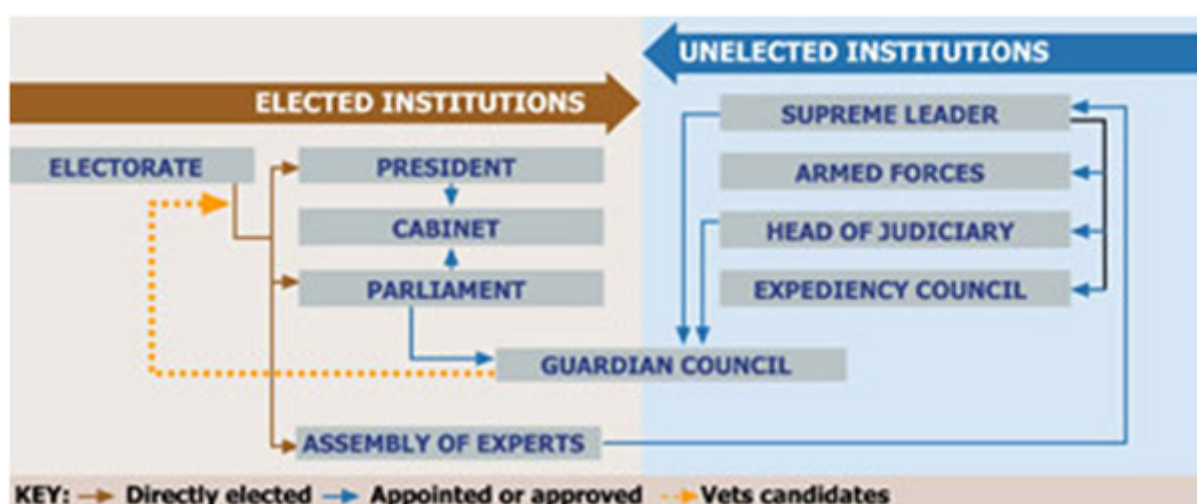 UNELECTED INSTITUTIONS
ELECTED INSTITUTIONS
SUPREME LEADER
ELECTORATE
PRESIDENT
ARMED FORCES
CABINET
HEAD OF JUDICIARY
PARLIAMENT
EXPEDIENCY COUNCIL
GUARDIAN COUNCIL
ASSEMBLY OF EXPERTS
KEY: Directly elected Appointed or approved Vets candidates